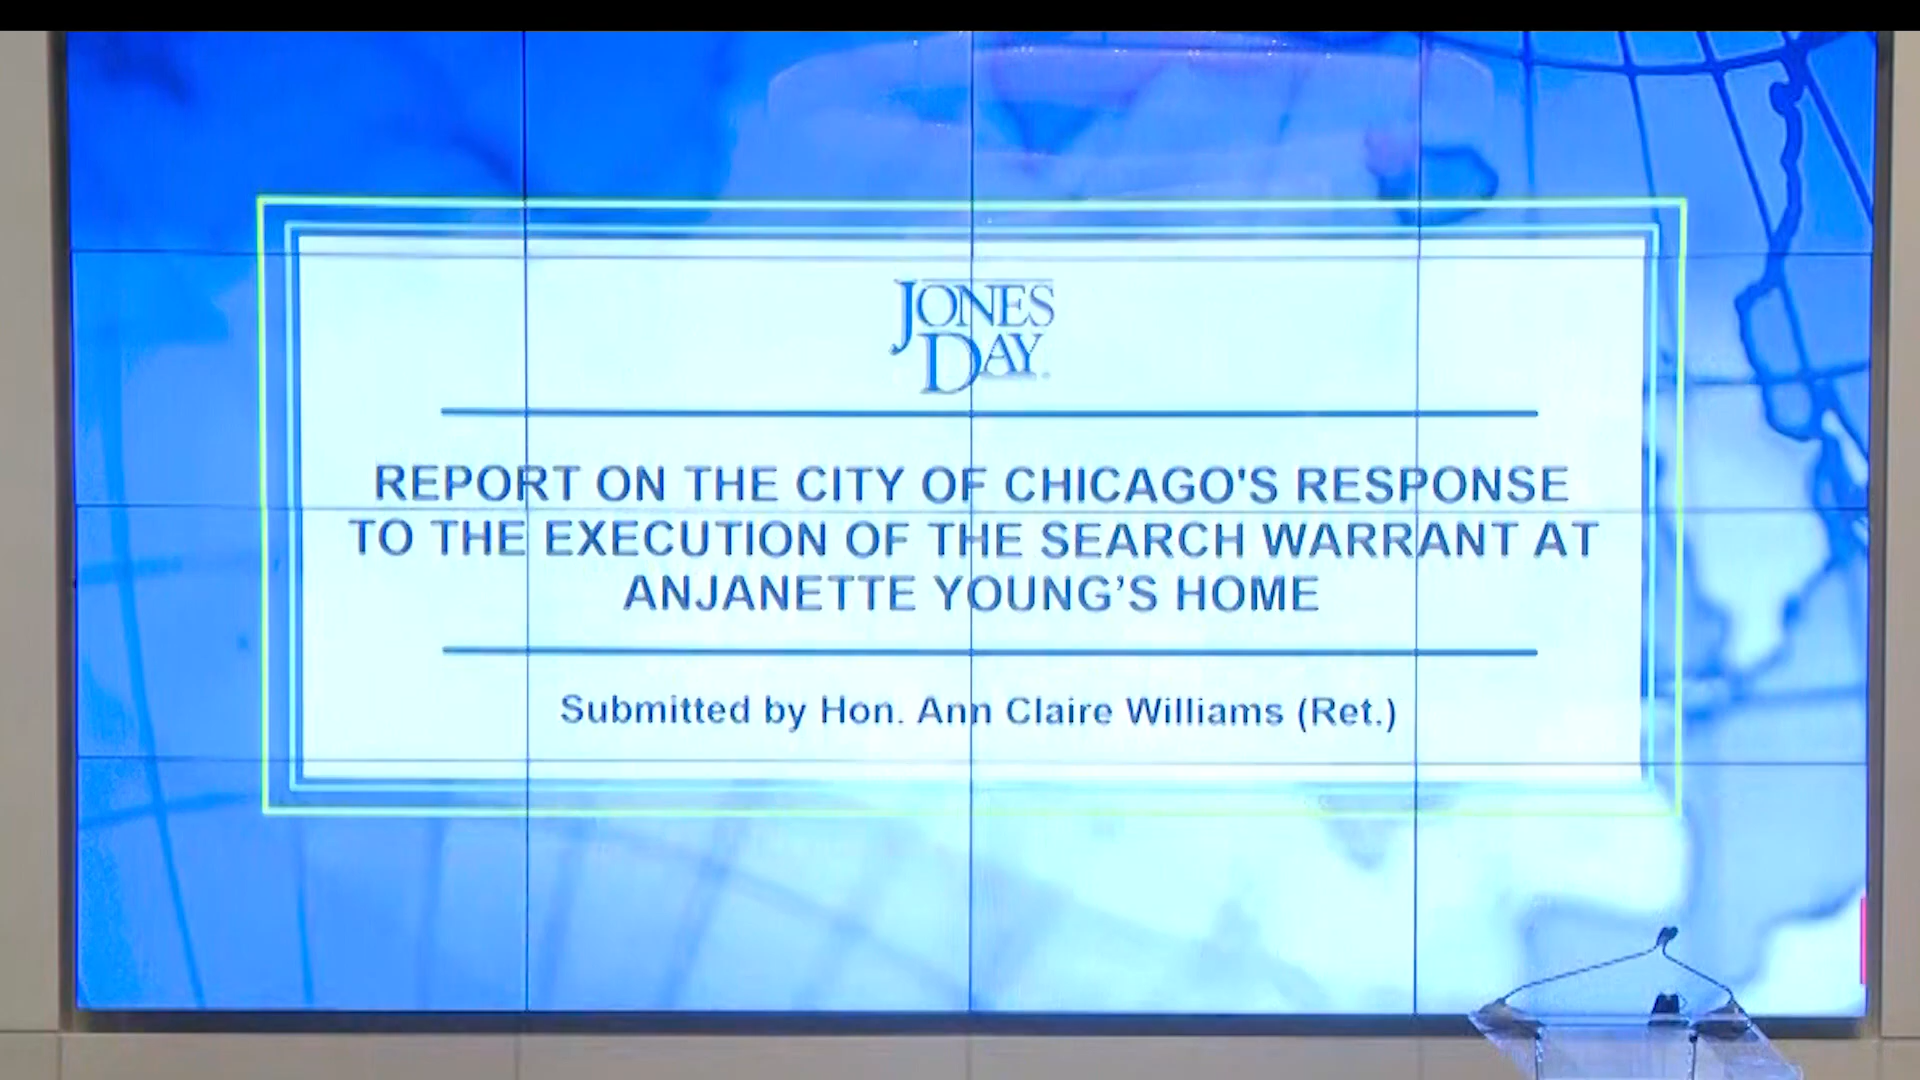 JONES
DAY.
REPORT ON THE CITY OF CHICAGO'S RESPONSE
TO THE EXECUTION OF THE SEARCH WARRANT AT
ANJANETTE YOUNG’S HOME
Submitted by Hon. Ann Claire Williams (Ret.)